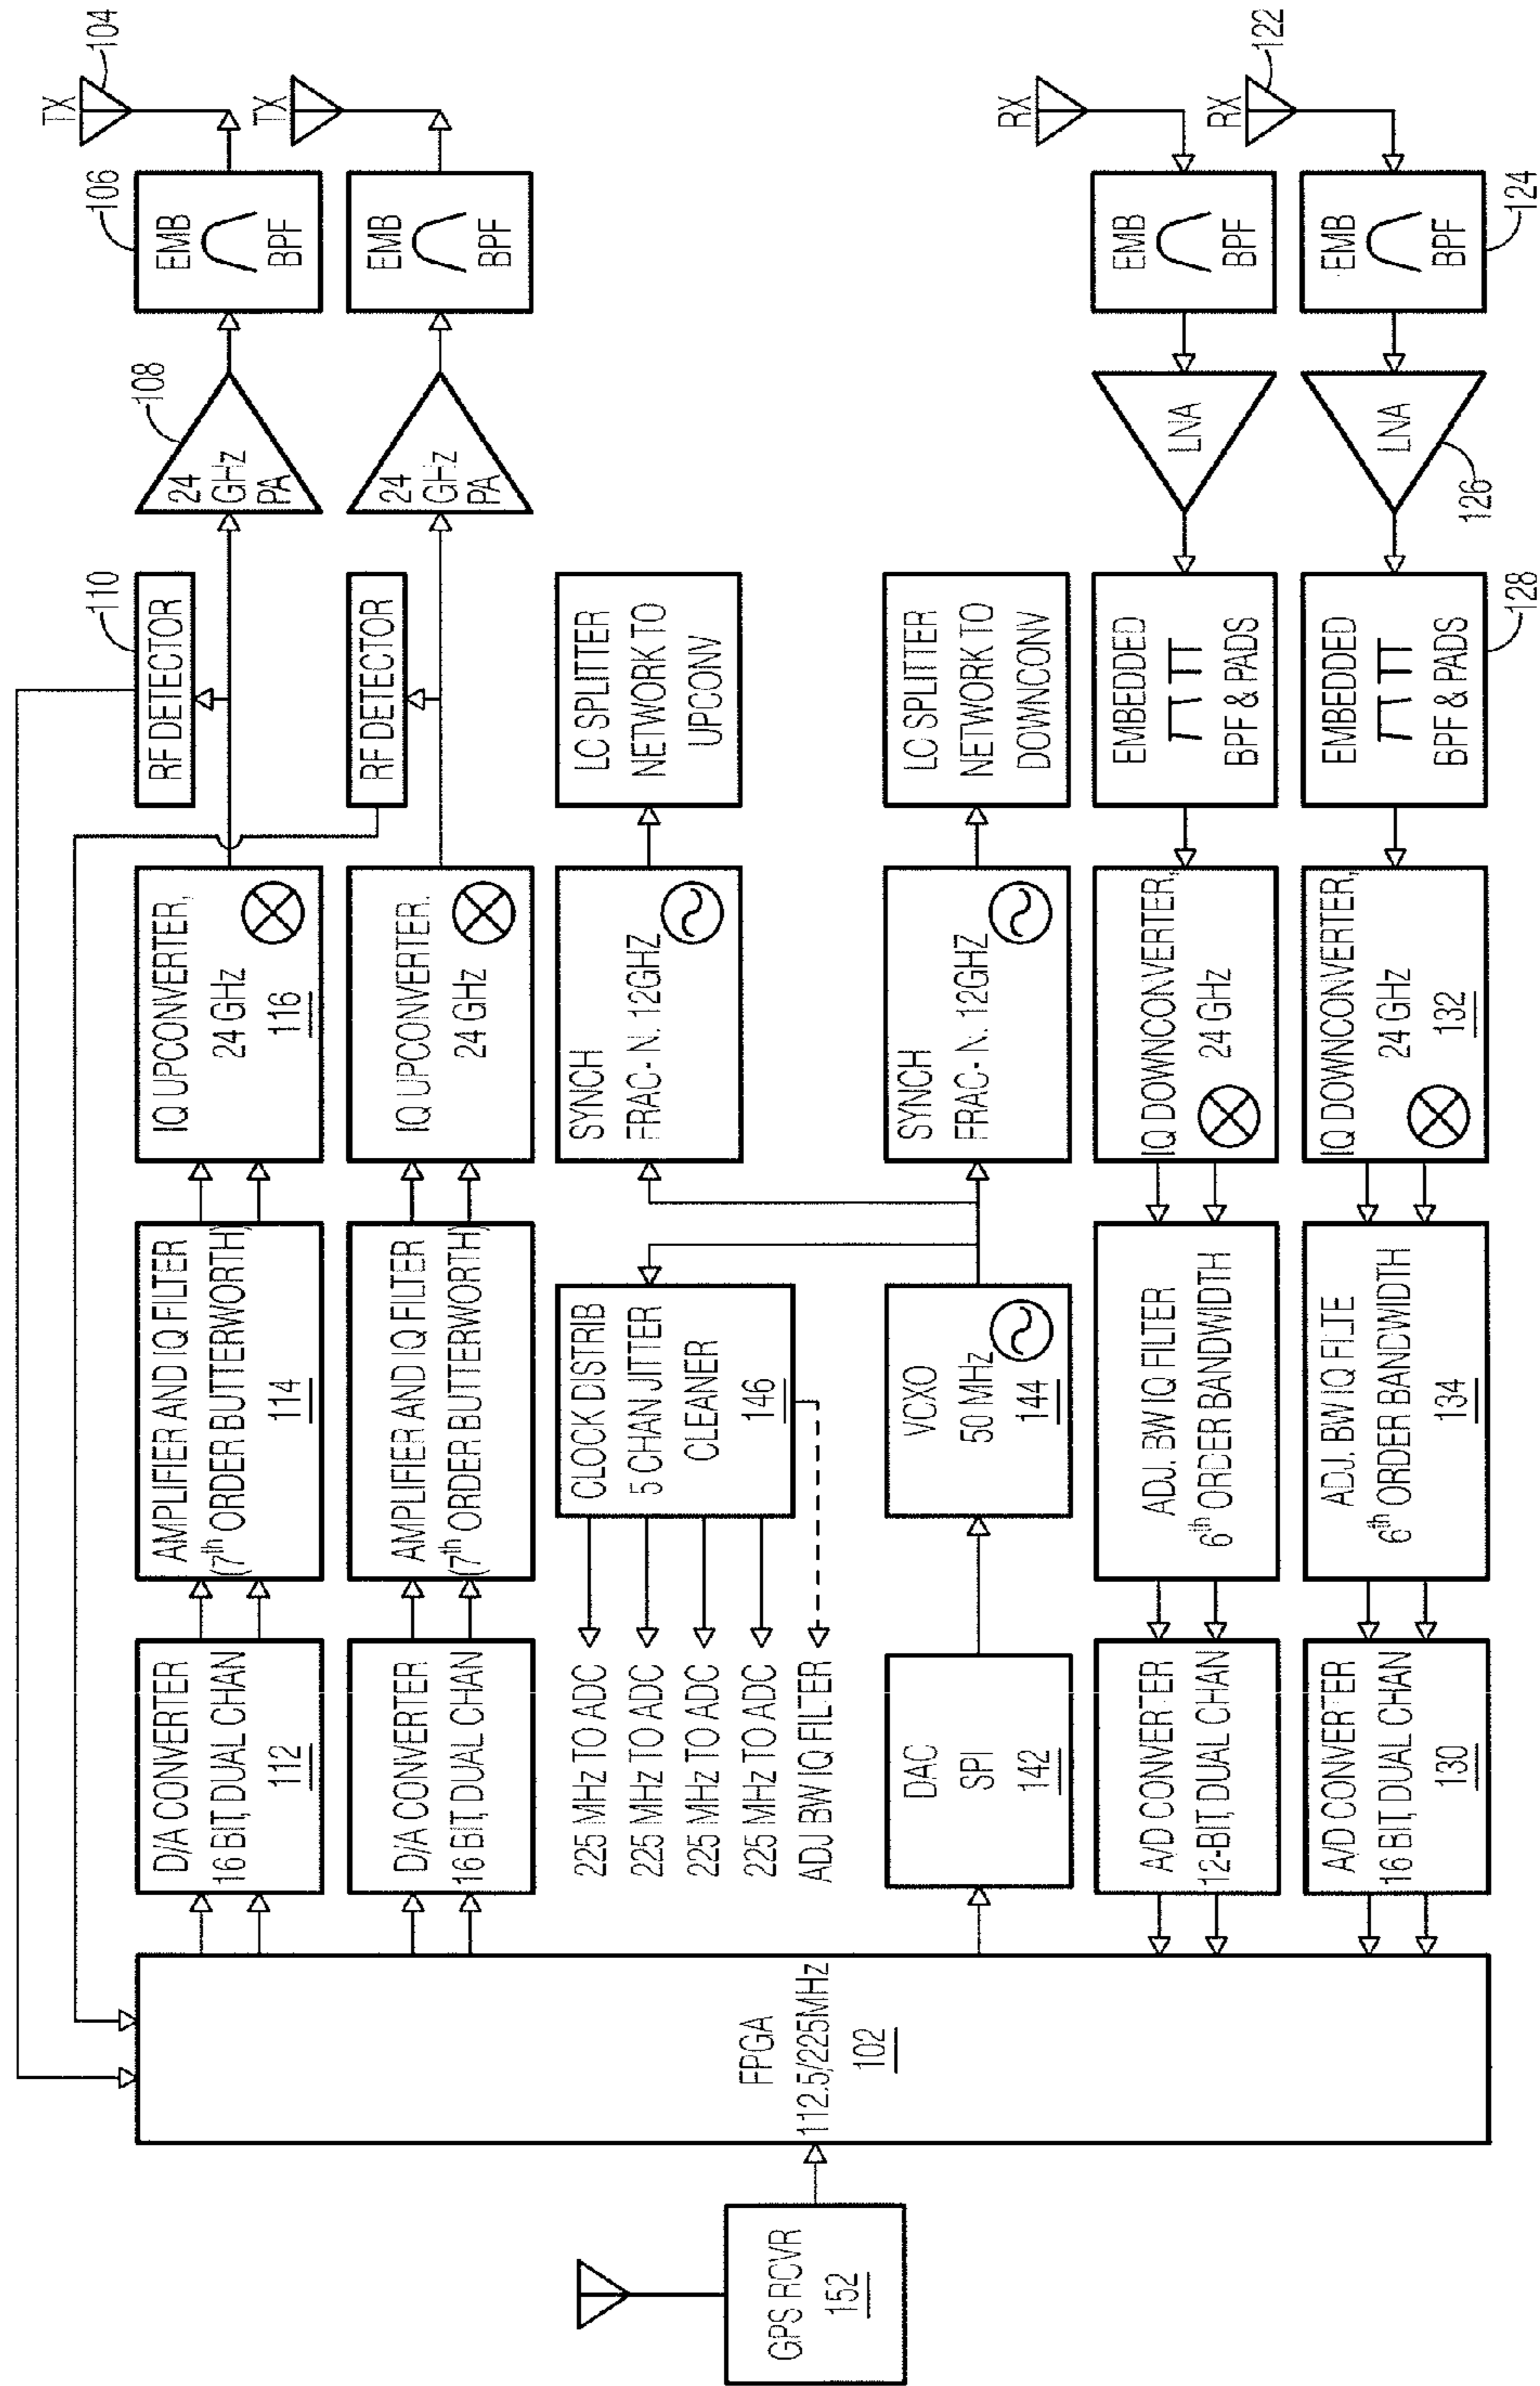 TX
104
EMB
BPF
106
24
GHz
PA
108
RF DETECTOR
110
IQ UPCONVERTER,
24 GHz
116
AMPLIFIER AND IQ FILTER
(7th ORDER BUTTERWORTH)
114
D/A CONVERTER
16 BIT, DUAL CHAN
112
TX
EMB
BPF
24
GHz
PA
RF DETECTOR
IQ UPCONVERTER.
24 GHz
AMPLIFIER AND IQ FILTER
(7th ORDER BUTTERWORTH)
D/A CONVERTER
16 BIT, DUAL CHAN
LO SPLITTER
NETWORK TO
UPCONV
SYNCH
FRAC- N. 12GHZ
CLOCK DISTRIB
5 CHAN JITTER
CLEANER
146
225 MHz TO ADC
225 MHz TO ADC
225 MHz TO ADC
225 MHz TO ADC
ADJ BW IQ FILTER
LO SPLITTER
NETWORK TO
DOWNCONV
SYNCH
FRAC- N. 12GHZ
VCXO
50 MHz
144
DAC
SPI
142
FPGA
112.5/225MHz
102
GPS RCVR
152
RX
EMB
BPF
LNA
EMBEDDED
BPF & PADS
IQ DOWNCONVERTER,
24 GHz
ADJ. BW IQ FILTER
6th ORDER BANDWIDTH
A/D CONVERTER
12-BIT, DUAL CHAN
RX
122
EMB
BPF
124
LNA
126
EMBEDDED
BPF & PADS
128
IQ DOWNCONVERTER,
24 GHz
132
ADJ. BW IQ FILTE
6th ORDER BANDWIDTH
134
A/D CONVERTER
16 BIT, DUAL CHAN
130